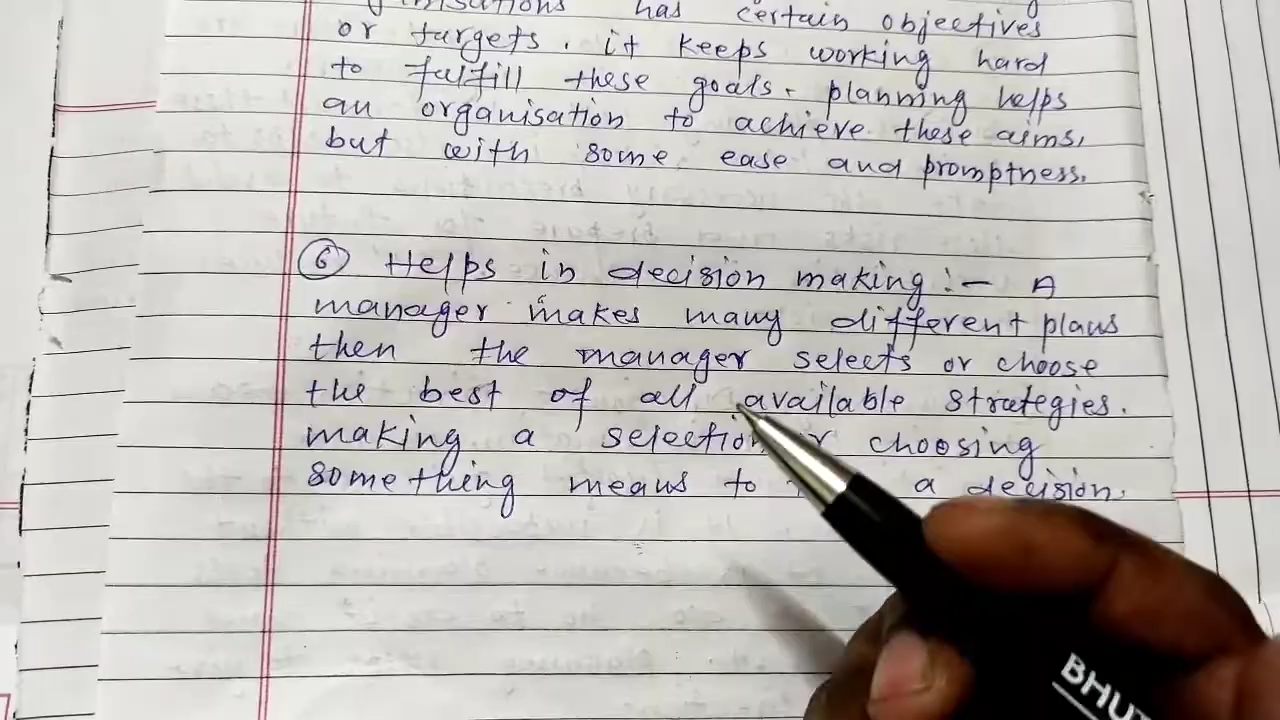 has certain objectives
or targets. it keeps working hard
to fulfill these goals. planning helps
an organisation to achieve these aims,
but with some ease and promptness.
6 Helps in decision making :- A
manager makes many different plans
then the manager selects or choose
the best of all available strategies.
making a selection choosing
something means to a decision.
BHUT